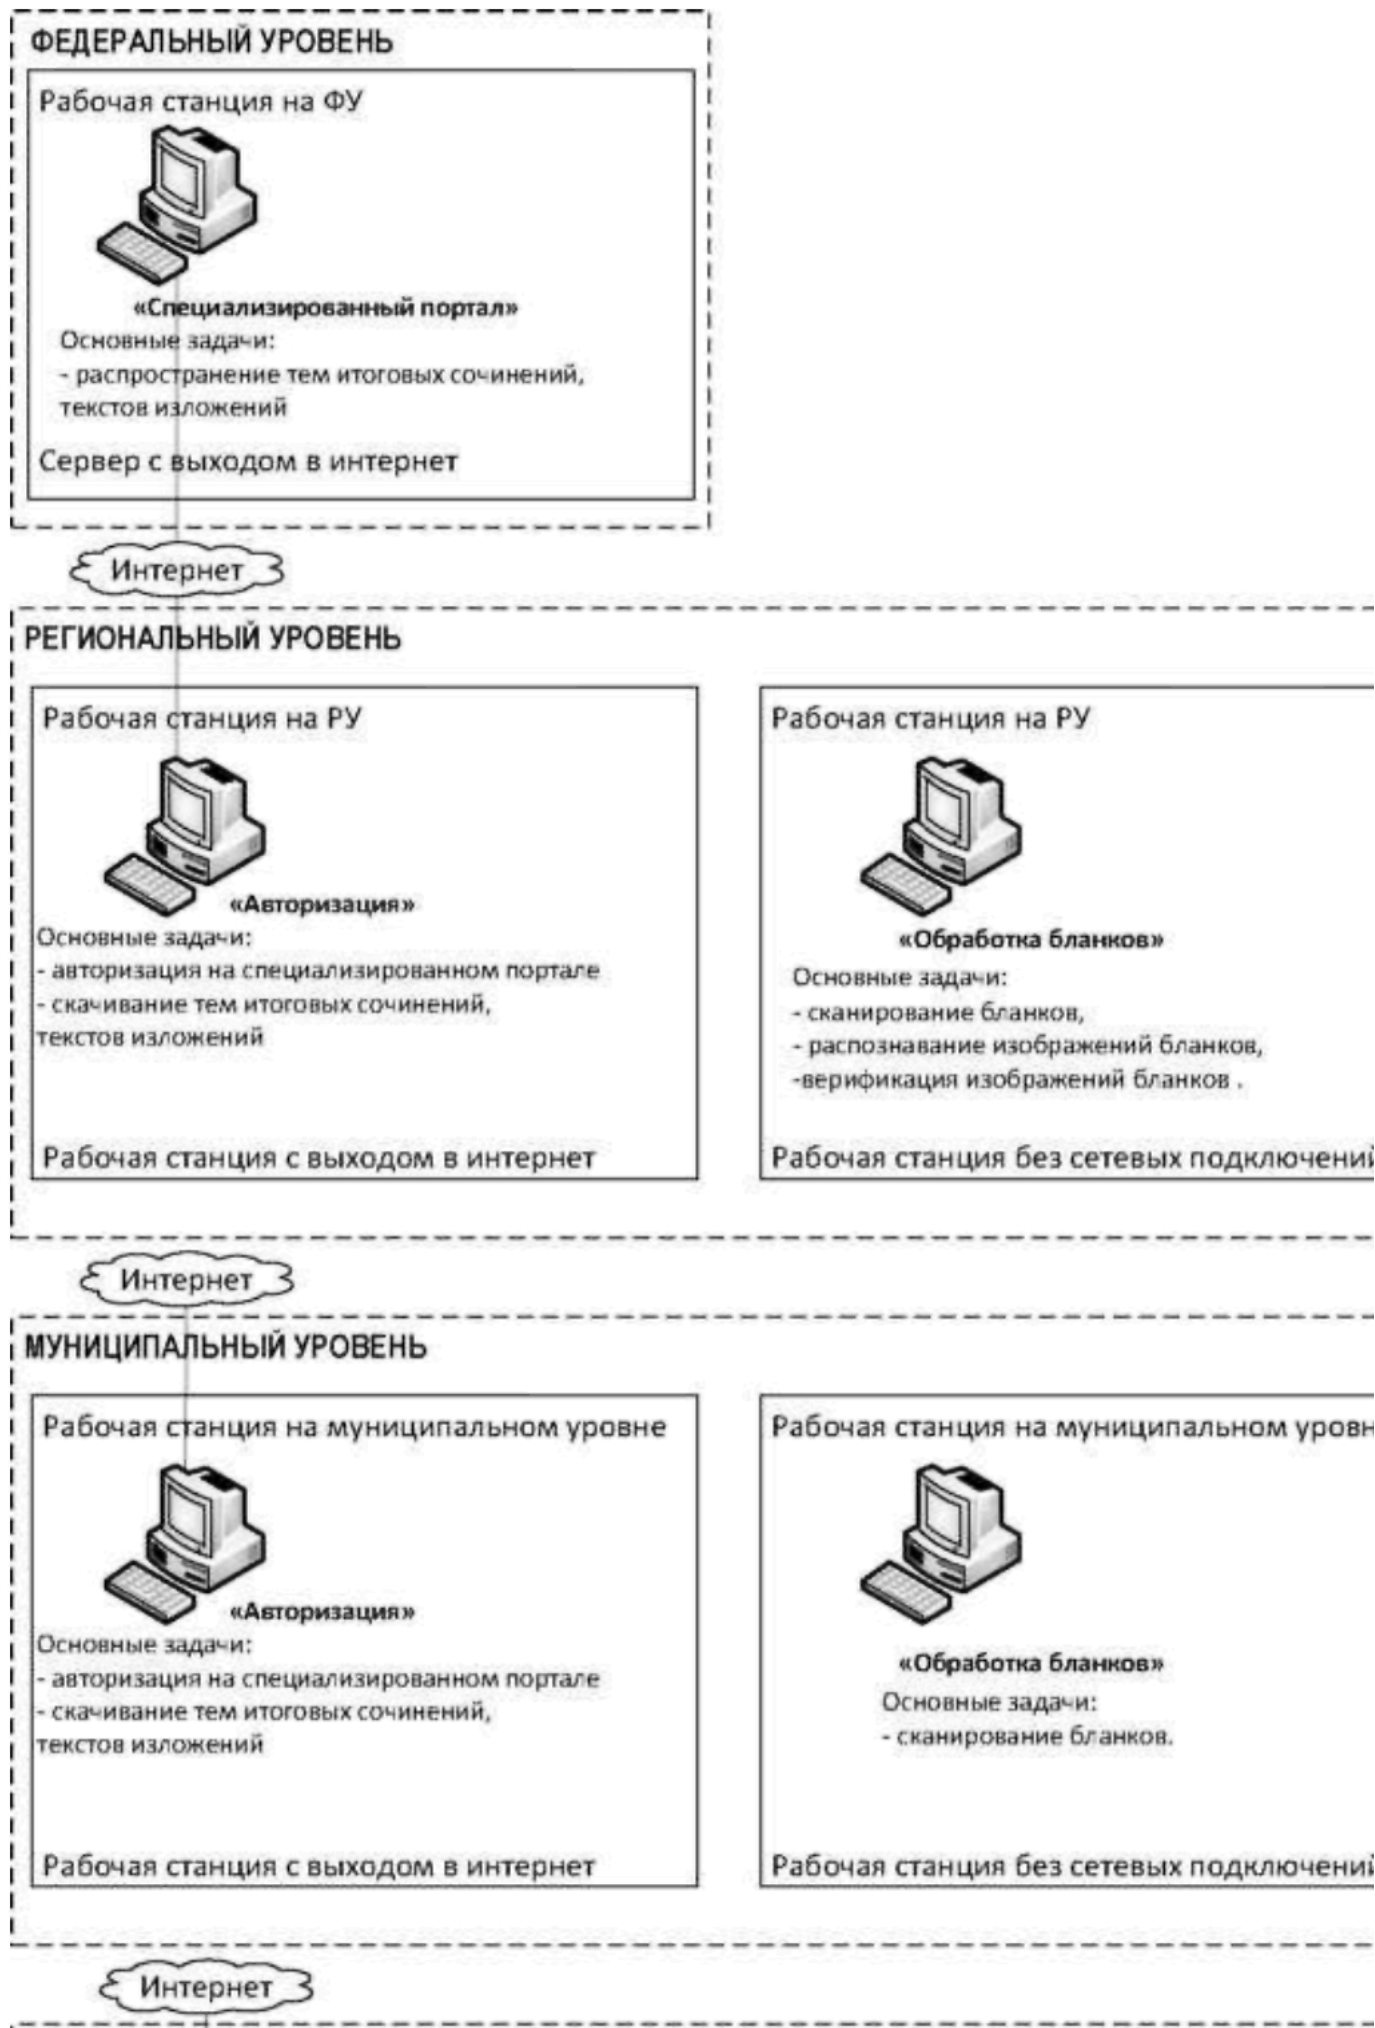 ФЕДЕРАЛЬНЫЙ УРОВЕНЬ
Рабочая станция на ФУ
«Специализированный портал»
Основные задачи:
- распространение тем итоговых сочинений,
текстов изложений
Сервер с выходом в интернет
Интернет
РЕГИОНАЛЬНЫЙ УРОВЕНЬ
Рабочая станция на РУ
«Авторизация»
Основные задачи:
- авторизация на специализированном портале
- скачивание тем итоговых сочинений,
текстов изложений
Рабочая станция с выходом в интернет
Рабочая станция на РУ
«Обработка бланков»
Основные задачи:
- сканирование бланков,
- распознавание изображений бланков,
-верификация изображений бланков .
Рабочая станция без сетевых подключений
Интернет
МУНИЦИПАЛЬНЫЙ УРОВЕНЬ
Рабочая станция на муниципальном уровне
«Авторизация»
Основные задачи:
- авторизация на специализированном портале
- скачивание тем итоговых сочинений,
текстов изложений
Рабочая станция с выходом в интернет
Рабочая станция на муниципальном уровн
«Обработка бланков»
Основные задачи:
- сканирование бланков.
Рабочая станция без сетевых подключений
Интернет